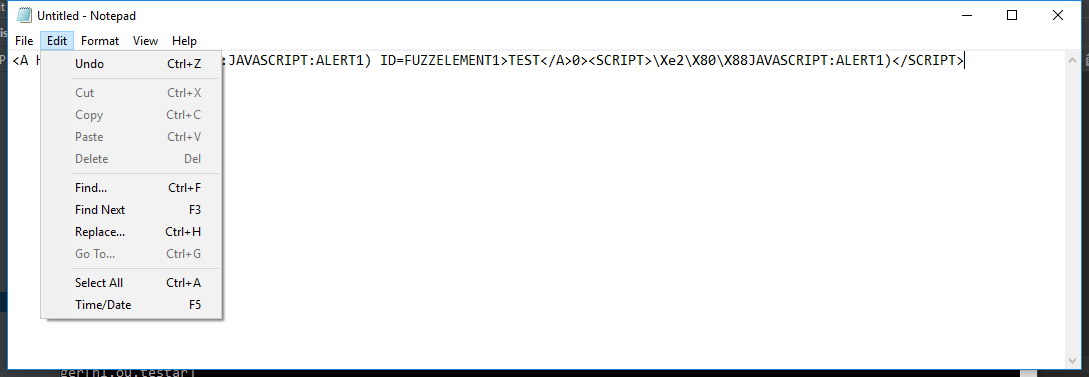 Untitled - Notepad
File Edit Format View Help
<A :JAVASCRIPT:ALERT1) ID=FUZZELEMENT1>TEST</A>0><SCRIPT>\Xe2\X80\X88JAVASCRIPT:ALERT1)</SCRIPT>
Undo Ctrl+Z
Cut Ctrl+X
Copy Ctrl+C
Paste Ctrl+V
Delete Del
Find... Ctrl+F
Find Next F3
Replace... Ctrl+H
Go To... Ctrl+G
Select All Ctrl+A
Time/Date F5